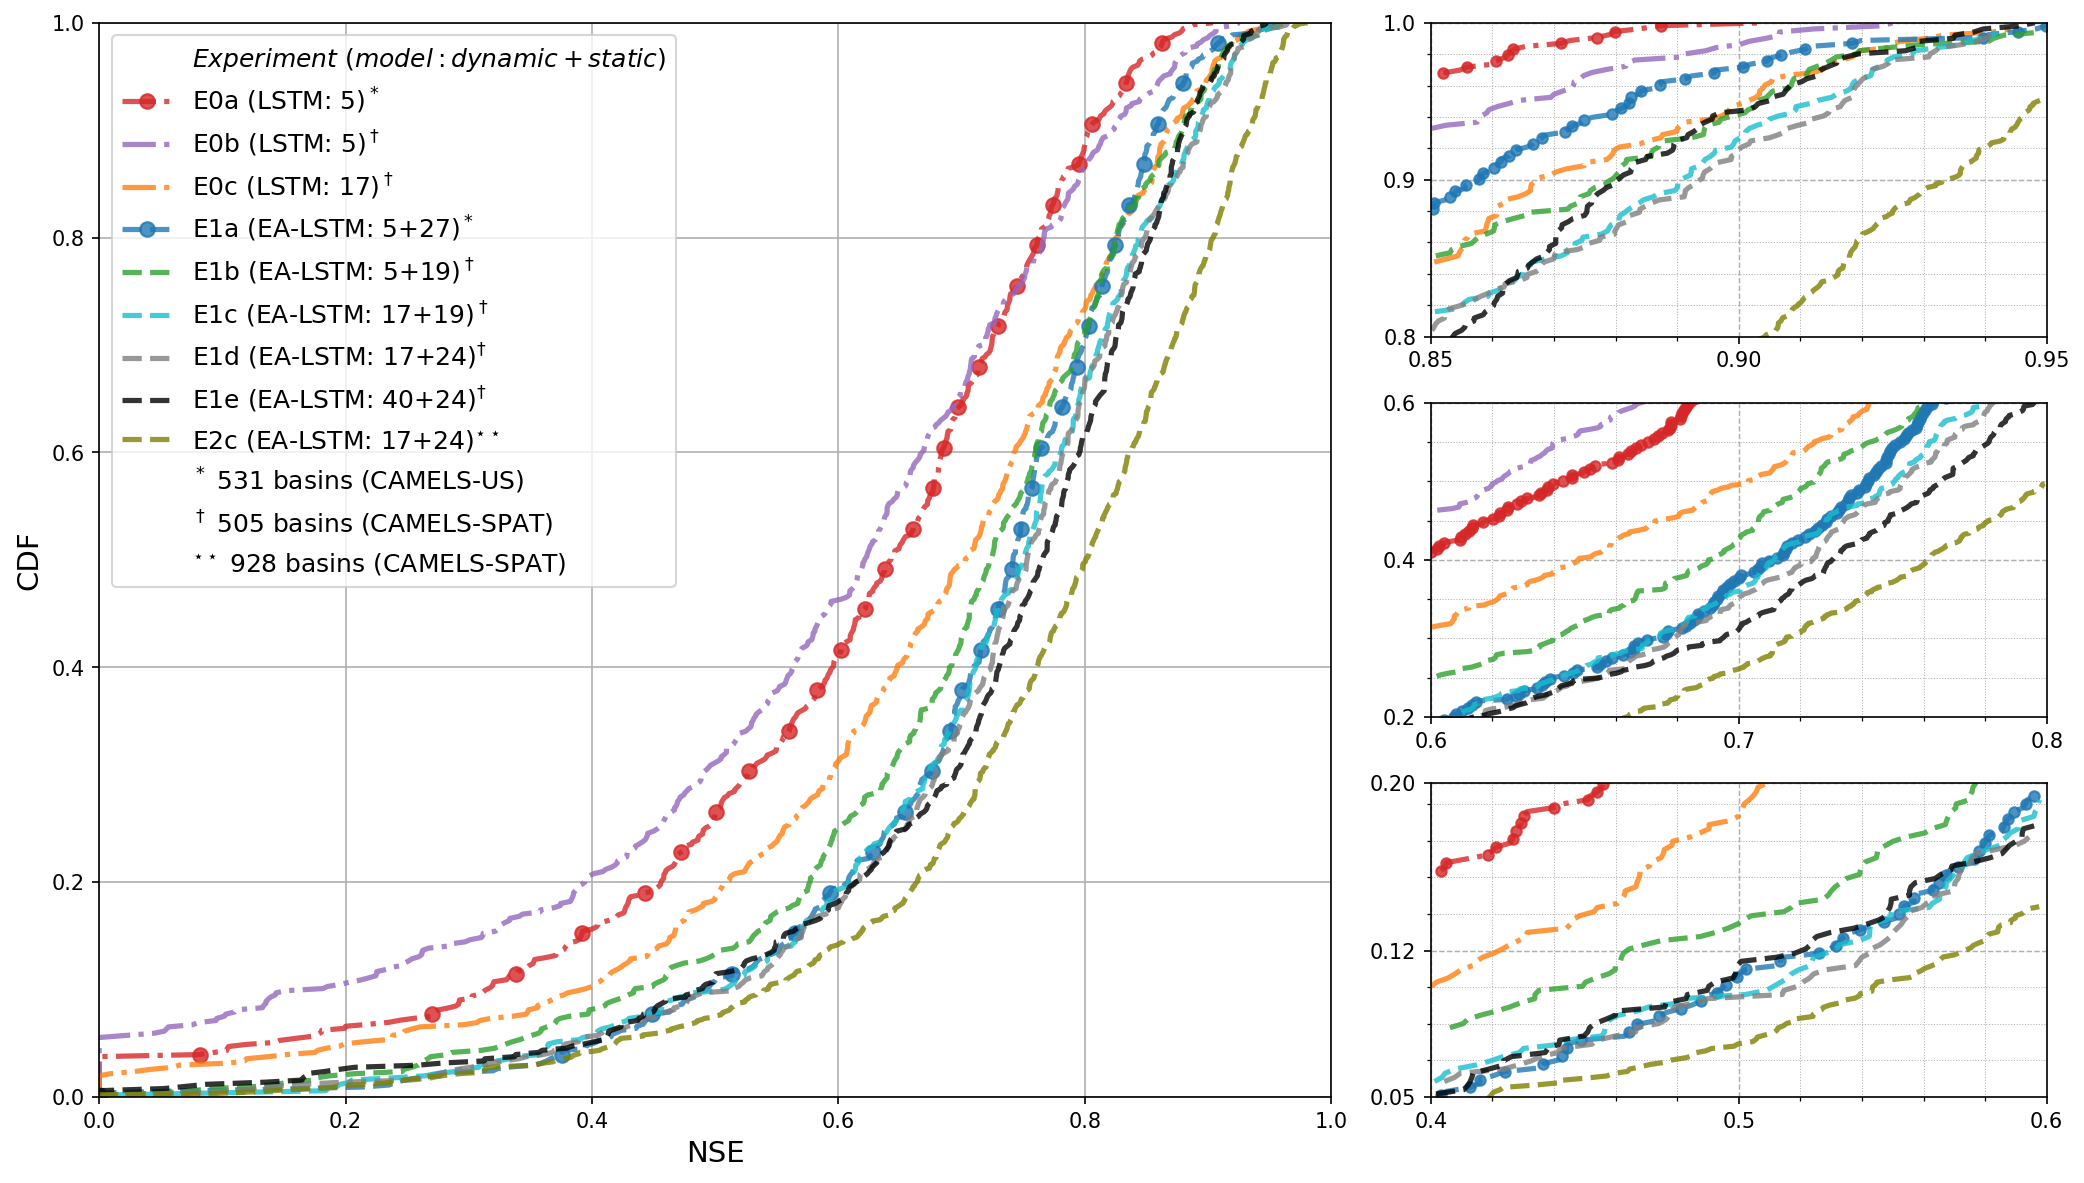 Experiment (model: dynamic + static)
E0a (LSTM: 5)*
E0b (LSTM: 5)†
E0c (LSTM: 17)†
E1a (EA-LSTM: 5+27)*
E1b (EA-LSTM: 5+19)†
E1c (EA-LSTM: 17+19)†
E1d (EA-LSTM: 17+24)†
E1e (EA-LSTM: 40+24)†
E2c (EA-LSTM: 17+24)⋆⋆
* 531 basins (CAMELS-US)
† 505 basins (CAMELS-SPAT)
⋆⋆ 928 basins (CAMELS-SPAT)
CDF
1.0
0.8
0.6
0.4
0.2
0.0
0.0 0.2 0.4 0.6 0.8 1.0
NSE
1.0
0.9
0.8
0.85 0.90 0.95
0.6
0.4
0.2
0.6 0.7 0.8
0.20
0.12
0.05
0.4 0.5 0.6